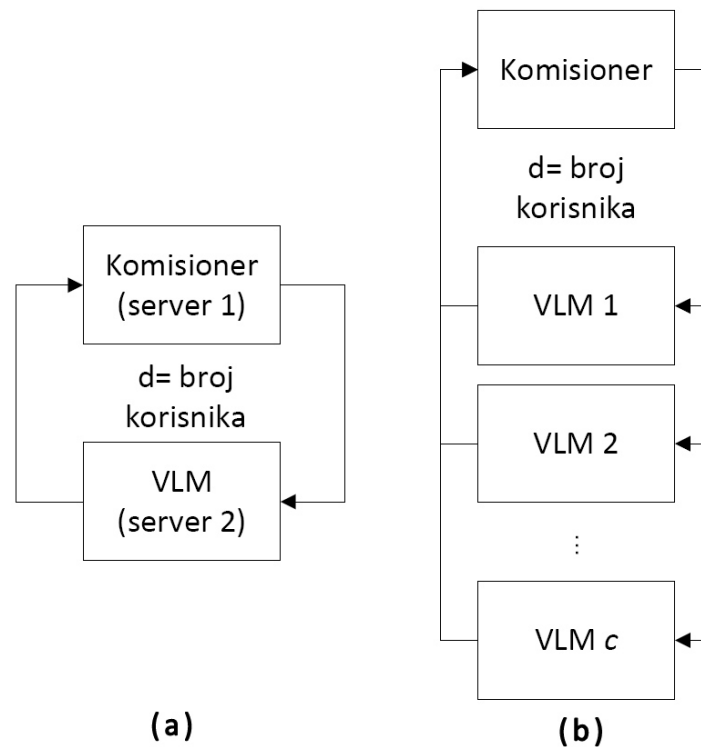 Komisioner
(server 1)
d= broj
korisnika
VLM
(server 2)
(a)
Komisioner
d= broj
korisnika
VLM 1
VLM 2
⋮
VLM c
(b)